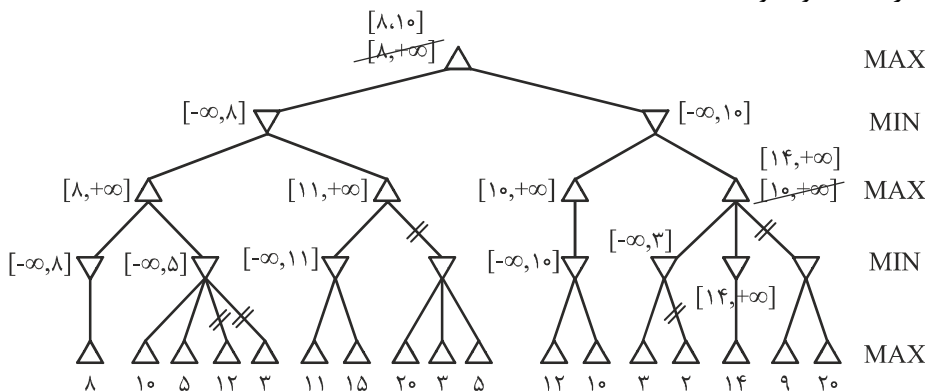 [۸،۱۰]
[۸,+∞] MAX
[-∞,۸] [-∞,۱۰] MIN
[۱۴,+∞]
[۸,+∞] [۱۱,+∞] [۱۰,+∞] [۱۰,+∞] MAX
[-∞,۸] [-∞,۵] [-∞,۱۱] [-∞,۱۰] [-∞,۳] MIN
[۱۴,+∞]
MAX
۸ ۱۰ ۵ ۱۲ ۳ ۱۱ ۱۵ ۲۰ ۳ ۵ ۱۲ ۱۰ ۳ ۲ ۱۴ ۹ ۲۰